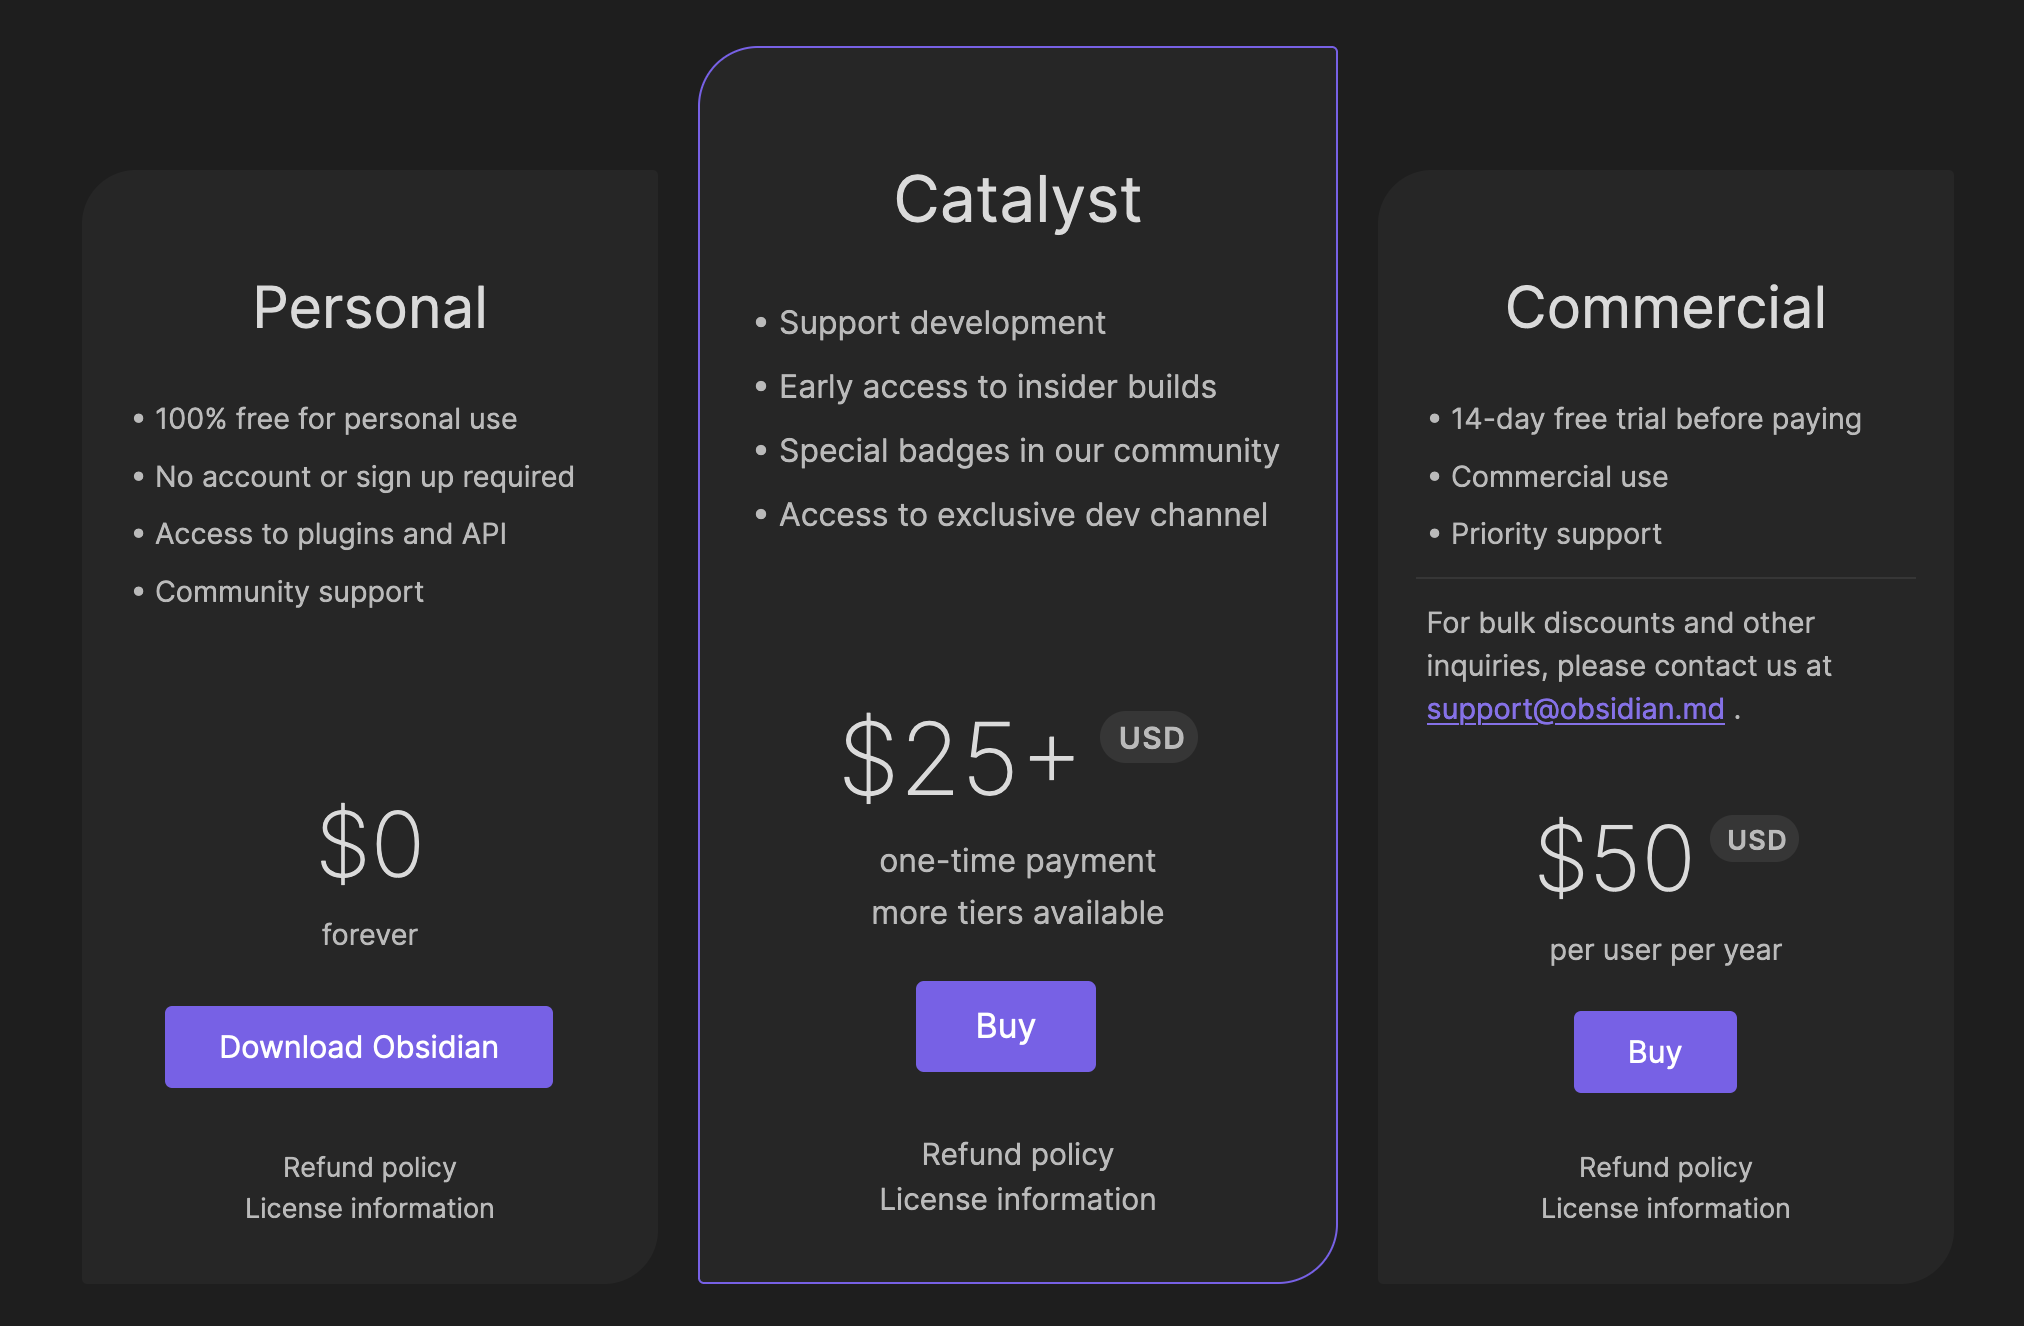 Personal
• 100% free for personal use
• No account or sign up required
• Access to plugins and API
• Community support
$0
forever
Download Obsidian
Refund policy
License information
Catalyst
• Support development
• Early access to insider builds
• Special badges in our community
• Access to exclusive dev channel
$25+ USD
one-time payment
more tiers available
Buy
Refund policy
License information
Commercial
• 14-day free trial before paying
• Commercial use
• Priority support
For bulk discounts and other
inquiries, please contact us at
support@obsidian.md .
$50 USD
per user per year
Buy
Refund policy
License information